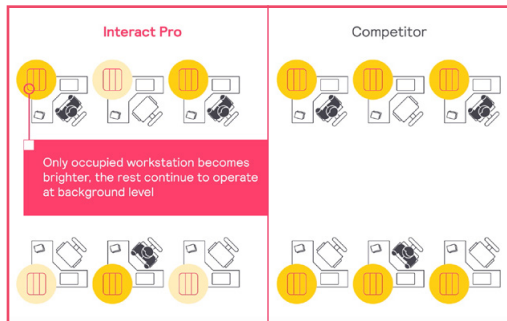 Interact Pro
Competitor
Only occupied workstation becomes
brighter, the rest continue to operate
at background level